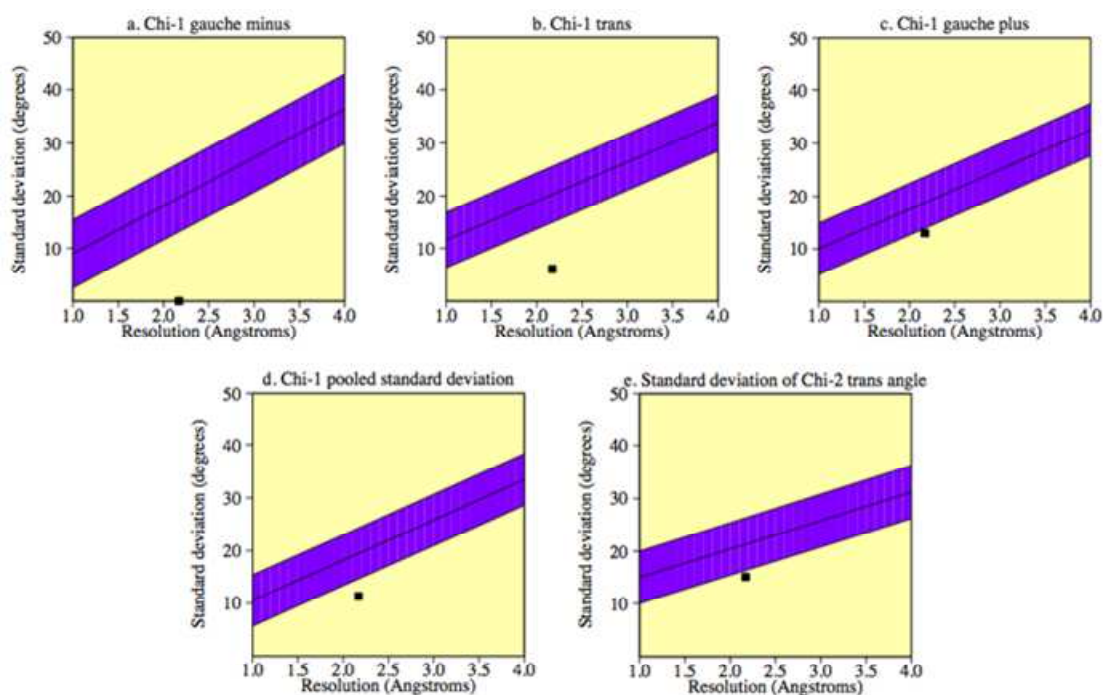 a. Chi-1 gauche minus
b. Chi-1 trans
c. Chi-1 gauche plus
Standard deviation (degrees)
50
40
30
20
10
1.0 1.5 2.0 2.5 3.0 3.5 4.0
Resolution (Angstroms)
Standard deviation (degrees)
50
40
30
20
10
1.0 1.5 2.0 2.5 3.0 3.5 4.0
Resolution (Angstroms)
Standard deviation (degrees)
50
40
30
20
10
1.0 1.5 2.0 2.5 3.0 3.5 4.0
Resolution (Angstroms)
d. Chi-1 pooled standard deviation
e. Standard deviation of Chi-2 trans angle
Standard deviation (degrees)
50
40
30
20
10
1.0 1.5 2.0 2.5 3.0 3.5 4.0
Resolution (Angstroms)
Standard deviation (degrees)
50
40
30
20
10
1.0 1.5 2.0 2.5 3.0 3.5 4.0
Resolution (Angstroms)